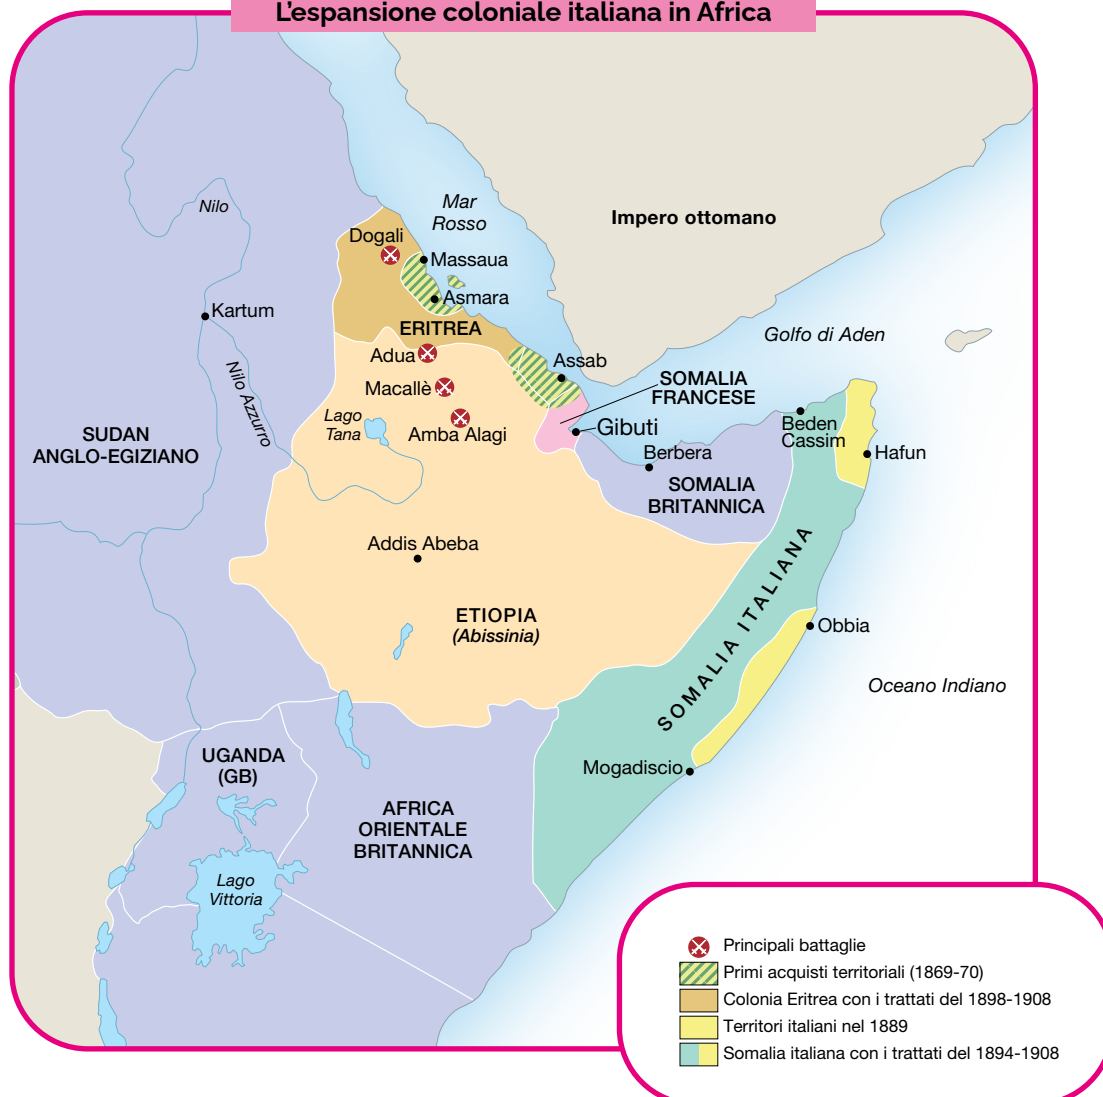 L'espansione coloniale italiana in Africa
Nilo
Mar
Rosso
Impero ottomano
Dogali
Massaua
Asmara
Kartum
ERITREA
Golfo di Aden
Adua
Assab
Macallè
SOMALIA
FRANCESE
Nilo Azzurro
Lago
Tana
Amba Alagi
Gibuti
Beden
Cassim
Hafun
SUDAN
ANGLO-EGIZIANO
Berbera
SOMALIA
BRITANNICA
Addis Abeba
ETIOPIA
(Abissinia)
SOMALIA ITALIANA
Obbia
Oceano Indiano
UGANDA
(GB)
Mogadiscio
AFRICA
ORIENTALE
BRITANNICA
Lago
Vittoria
Principali battaglie
Primi acquisti territoriali (1869-70)
Colonia Eritrea con i trattati del 1898-1908
Territori italiani nel 1889
Somalia italiana con i trattati del 1894-1908